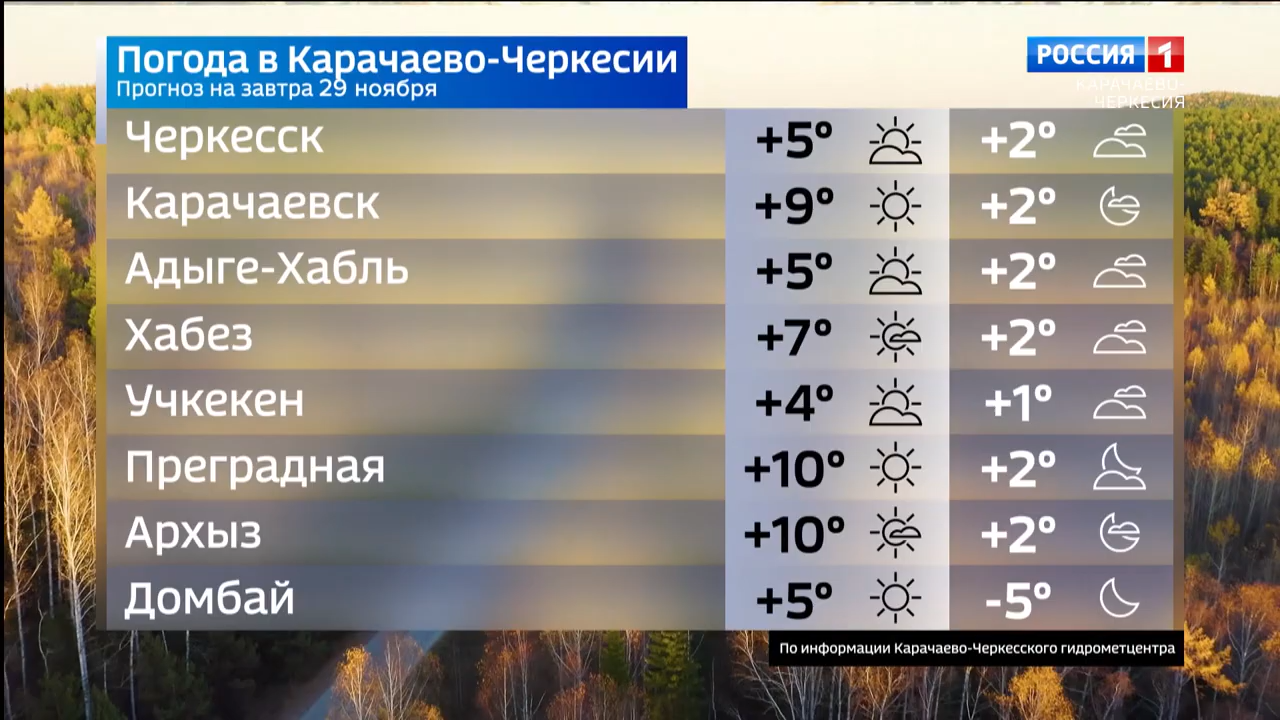 Погода в Карачаево-Черкесии
Прогноз на завтра 29 ноября
РОССИЯ 1
КАРАЧАЕВО-
ЧЕРКЕСИЯ
Черкесск +5° +2°
Карачаевск +9° +2°
Адыге-Хабль +5° +2°
Хабез +7° +2°
Учкекен +4° +1°
Преградная +10° +2°
Архыз +10° +2°
Домбай +5° -5°
По информации Карачаево-Черкесского гидрометцентра